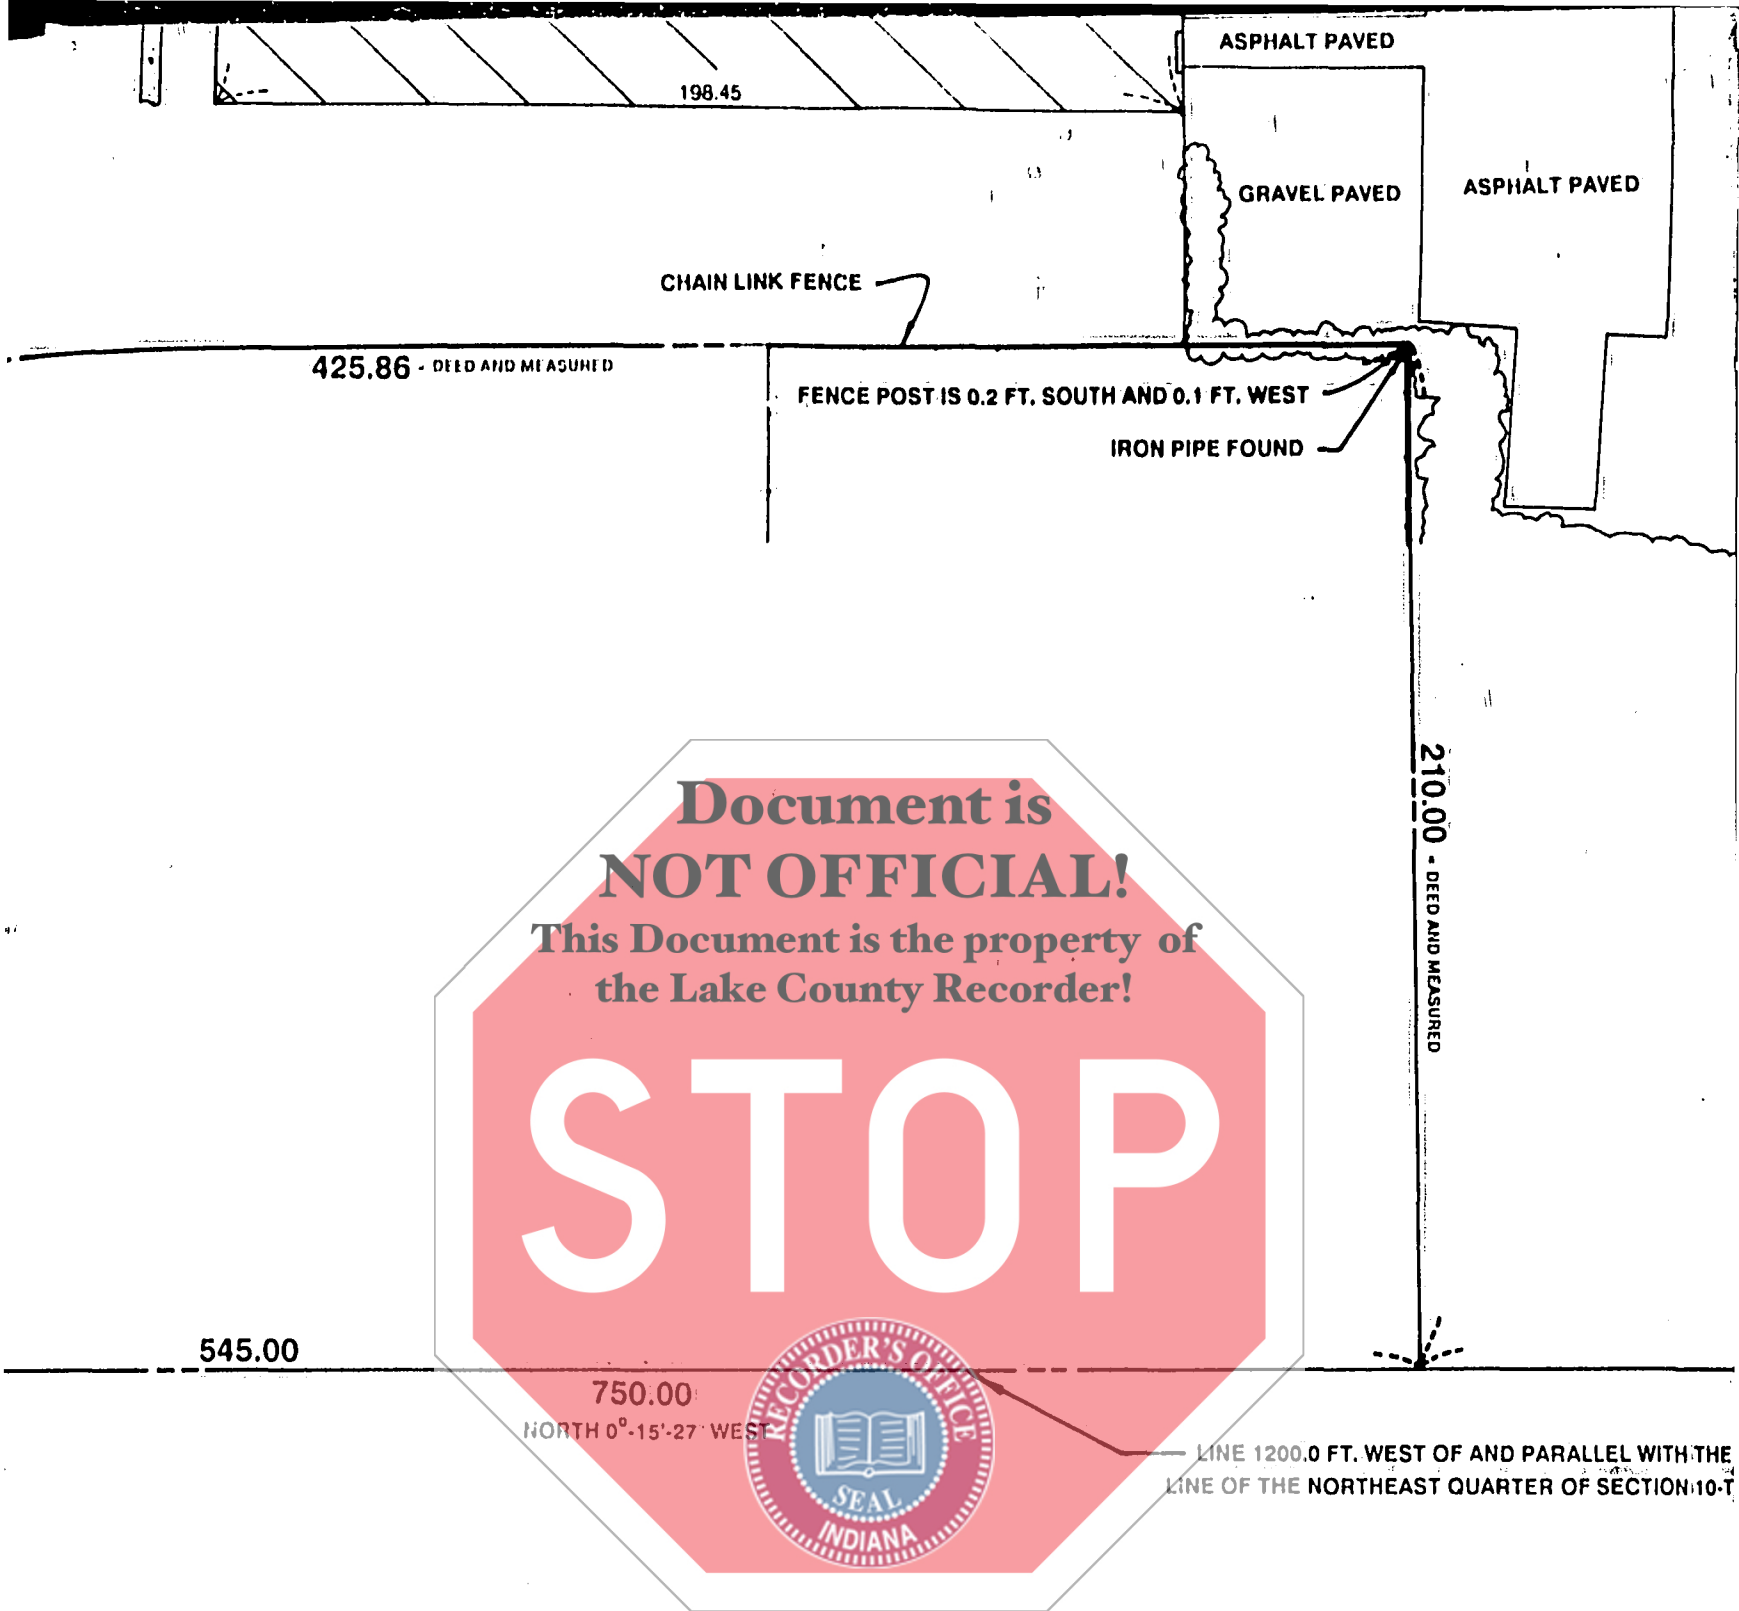 ASPHALT PAVED
198.45
GRAVEL PAVED
ASPHALT PAVED
CHAIN LINK FENCE
425.86 - DEED AND MEASURED
FENCE POST IS 0.2 FT. SOUTH AND 0.1 FT. WEST
IRON PIPE FOUND
210.00 - DEED AND MEASURED
Document is
NOT OFFICIAL!
This Document is the property of
the Lake County Recorder!
STOP
545.00
750.00
NORTH 0°-15'-27" WEST
RECORDER'S OFFICE
SEAL
INDIANA
LINE 1200.0 FT. WEST OF AND PARALLEL WITH THE
LINE OF THE NORTHEAST QUARTER OF SECTION 10-T